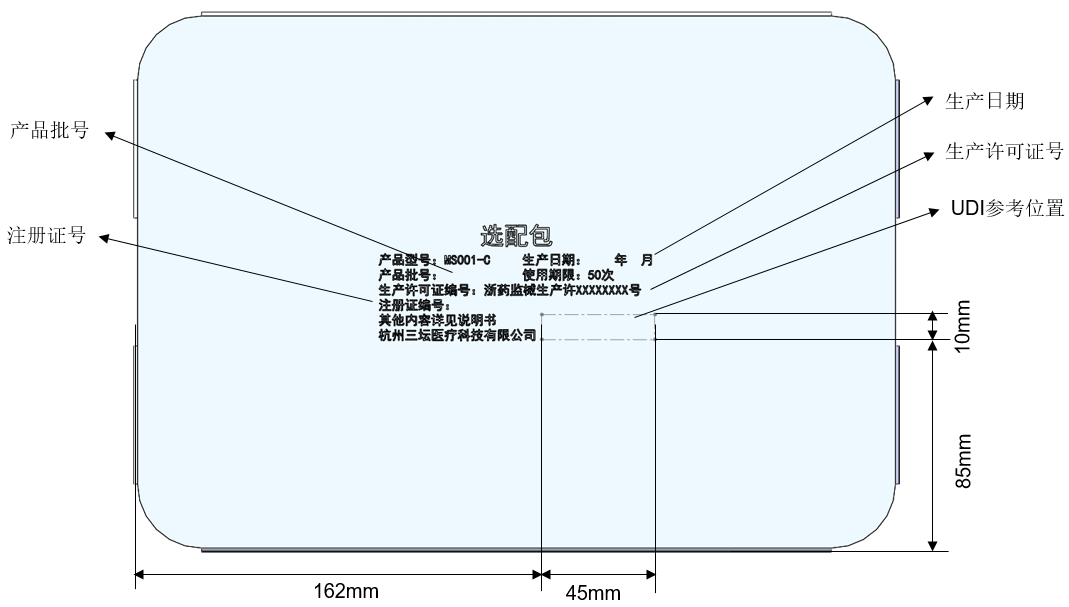 生产日期
产品批号
生产许可证号
UDI参考位置
注册证号
选配包
产品型号：MS001-C 生产日期： 年 月
产品批号： 使用期限：50次
生产许可证编号：浙药监械生产许XXXXXXXX号
注册证编号：
其他内容详见说明书
杭州三坛医疗科技有限公司
10mm
85mm
162mm
45mm